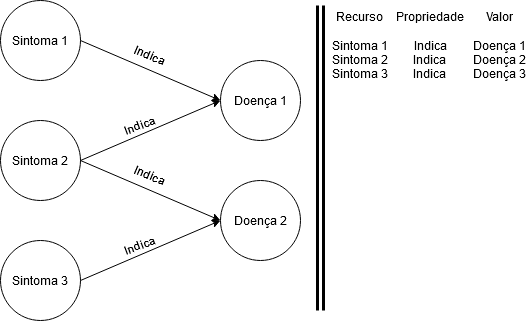 Sintoma 1
Indica
Doença 1
Indica
Sintoma 2
Indica
Doença 2
Indica
Sintoma 3
Recurso Propriedade Valor
Sintoma 1 Indica Doença 1
Sintoma 2 Indica Doença 2
Sintoma 3 Indica Doença 3